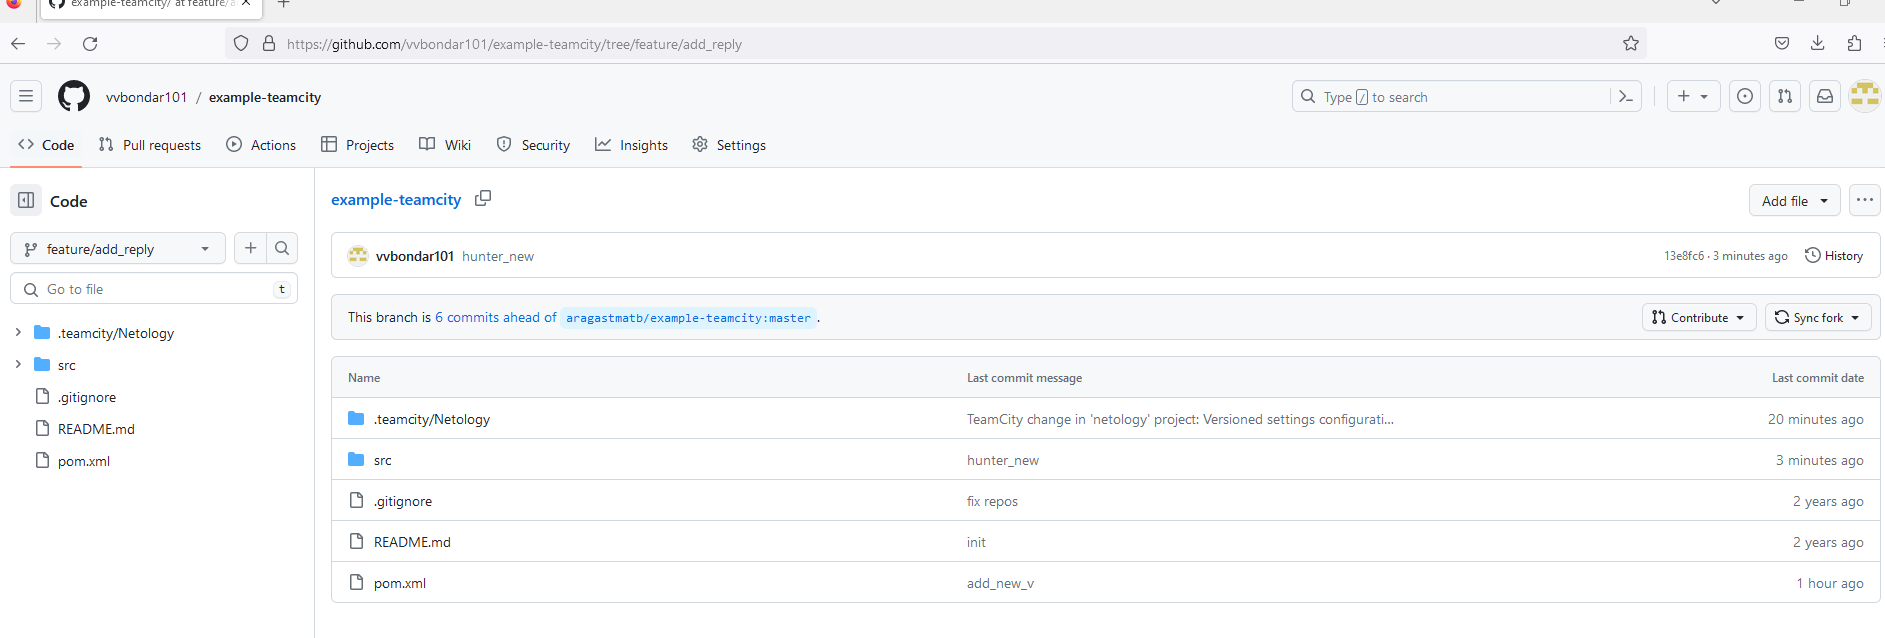 example-teamcity/ at feature/a
https://github.com/vvbondar101/example-teamcity/tree/feature/add_reply
vvbondar101 / example-teamcity
Type / to search
Code Pull requests Actions Projects Wiki Security Insights Settings
Code
feature/add_reply
Go to file t
.teamcity/Netology
src
.gitignore
README.md
pom.xml
example-teamcity
Add file
vvbondar101 hunter_new 13e8fc6 · 3 minutes ago History
This branch is 6 commits ahead of aragastmatb/example-teamcity:master .
Contribute Sync fork
Name Last commit message Last commit date
.teamcity/Netology TeamCity change in 'netology' project: Versioned settings configurati... 20 minutes ago
src hunter_new 3 minutes ago
.gitignore fix repos 2 years ago
README.md init 2 years ago
pom.xml add_new_v 1 hour ago